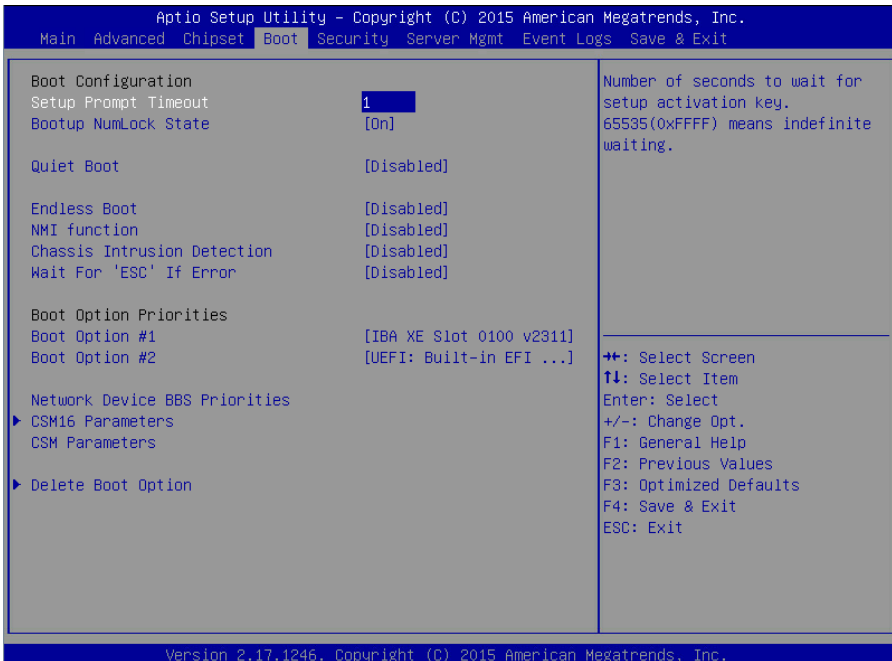 Aptio Setup Utility – Copyright (C) 2015 American Megatrends, Inc.
Main Advanced Chipset Boot Security Server Mgmt Event Logs Save & Exit
Boot Configuration
Setup Prompt Timeout 1
Bootup NumLock State [On]
Quiet Boot [Disabled]
Endless Boot [Disabled]
NMI function [Disabled]
Chassis Intrusion Detection [Disabled]
Wait For 'ESC' If Error [Disabled]
Boot Option Priorities
Boot Option #1 [IBA XE Slot 0100 v2311]
Boot Option #2 [UEFI: Built-in EFI ...]
Network Device BBS Priorities
CSM16 Parameters
CSM Parameters
Delete Boot Option
Number of seconds to wait for
setup activation key.
65535(0xFFFF) means indefinite
waiting.
→←: Select Screen
↑↓: Select Item
Enter: Select
+/-: Change Opt.
F1: General Help
F2: Previous Values
F3: Optimized Defaults
F4: Save & Exit
ESC: Exit
Version 2.17.1246. Copyright (C) 2015 American Megatrends, Inc.